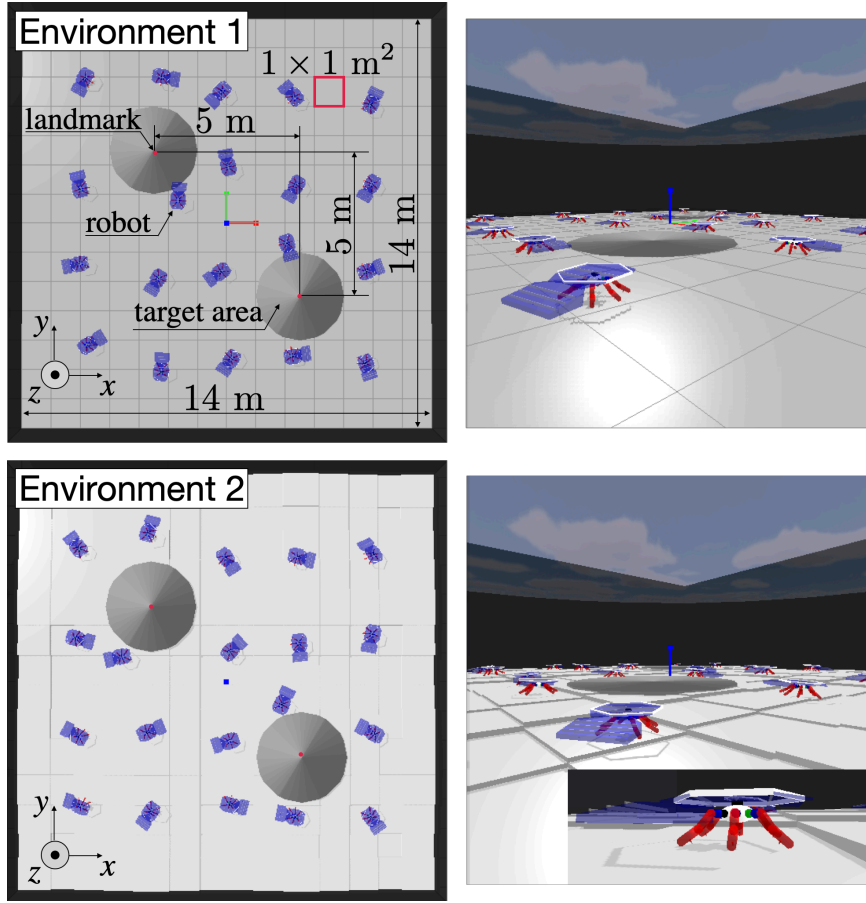 Environment 1
1 × 1 m²
landmark
5 m
robot
5 m
14 m
target area
y
z
x
14 m
Environment 2
y
z
x